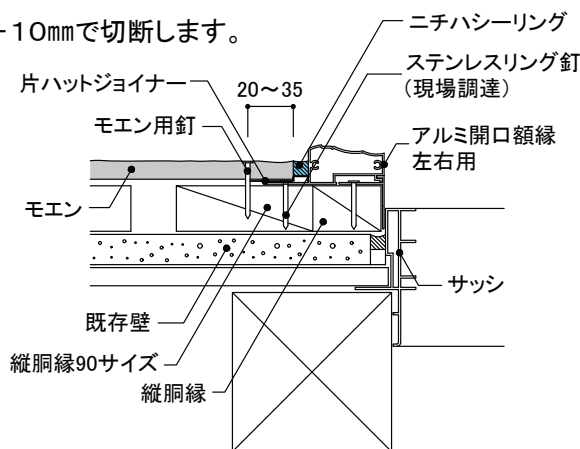 -10㎜で切断します。
ニチハシーリング
ステンレスリング釘
(現場調達)
片ハットジョイナー
20～35
モエン用釘
アルミ開口額縁
左右用
モエン
サッシ
既存壁
縦胴縁90サイズ
縦胴縁